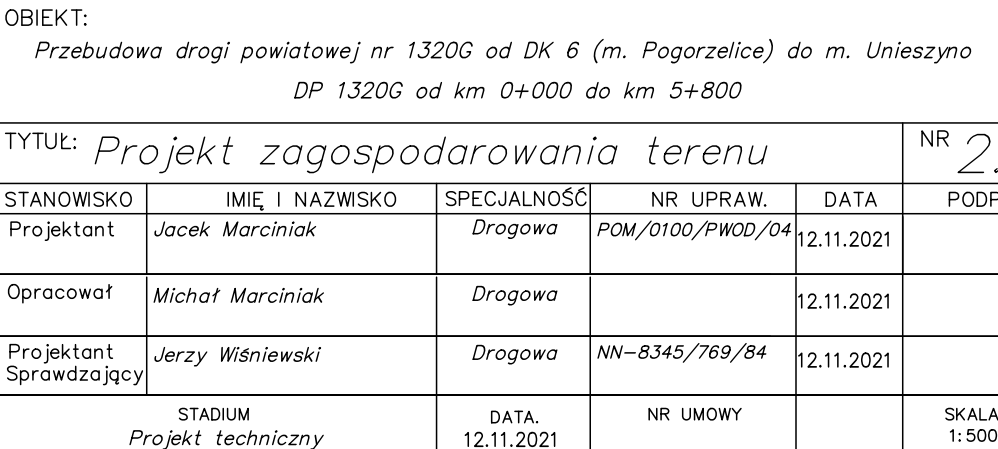 OBIEKT:
Przebudowa drogi powiatowej nr 1320G od DK 6 (m. Pogorzelice) do m. Unieszyno
DP 1320G od km 0+000 do km 5+800
TYTUŁ: Projekt zagospodarowania terenu NR 2.
STANOWISKO IMIĘ I NAZWISKO SPECJALNOŚĆ NR UPRAW. DATA PODP
Projektant Jacek Marciniak Drogowa POM/0100/PWOD/04 12.11.2021
Opracował Michał Marciniak Drogowa 12.11.2021
Projektant Jerzy Wiśniewski Drogowa NN-8345/769/84 12.11.2021
Sprawdzający
STADIUM DATA. NR UMOWY SKALA
Projekt techniczny 12.11.2021 1:500